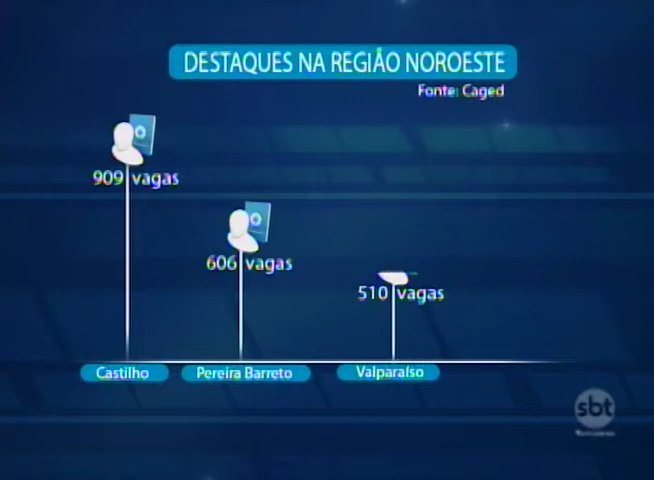 DESTAQUES NA REGIÃO NOROESTE
Fonte: Caged
909 vagas
606 vagas
510 vagas
Castilho
Pereira Barreto
Valparaíso
sbt